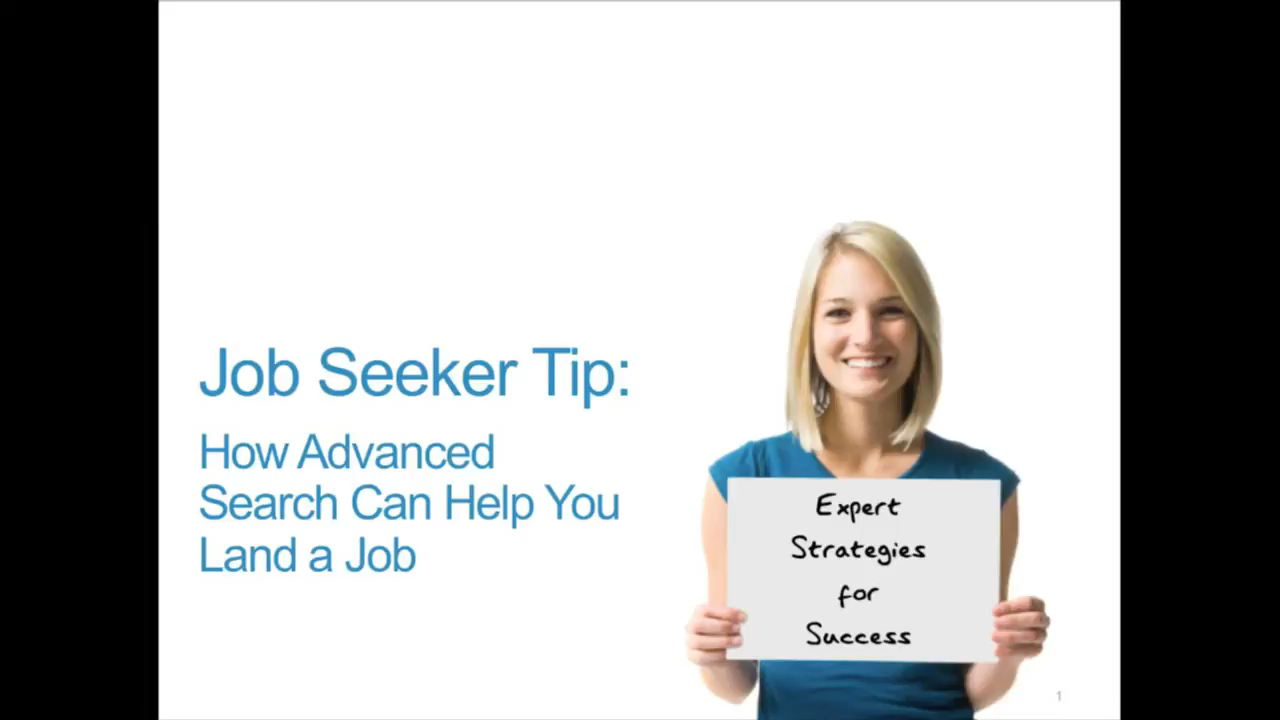 Job Seeker Tip:
How Advanced
Search Can Help You
Land a Job
Expert
Strategies
for
Success
1